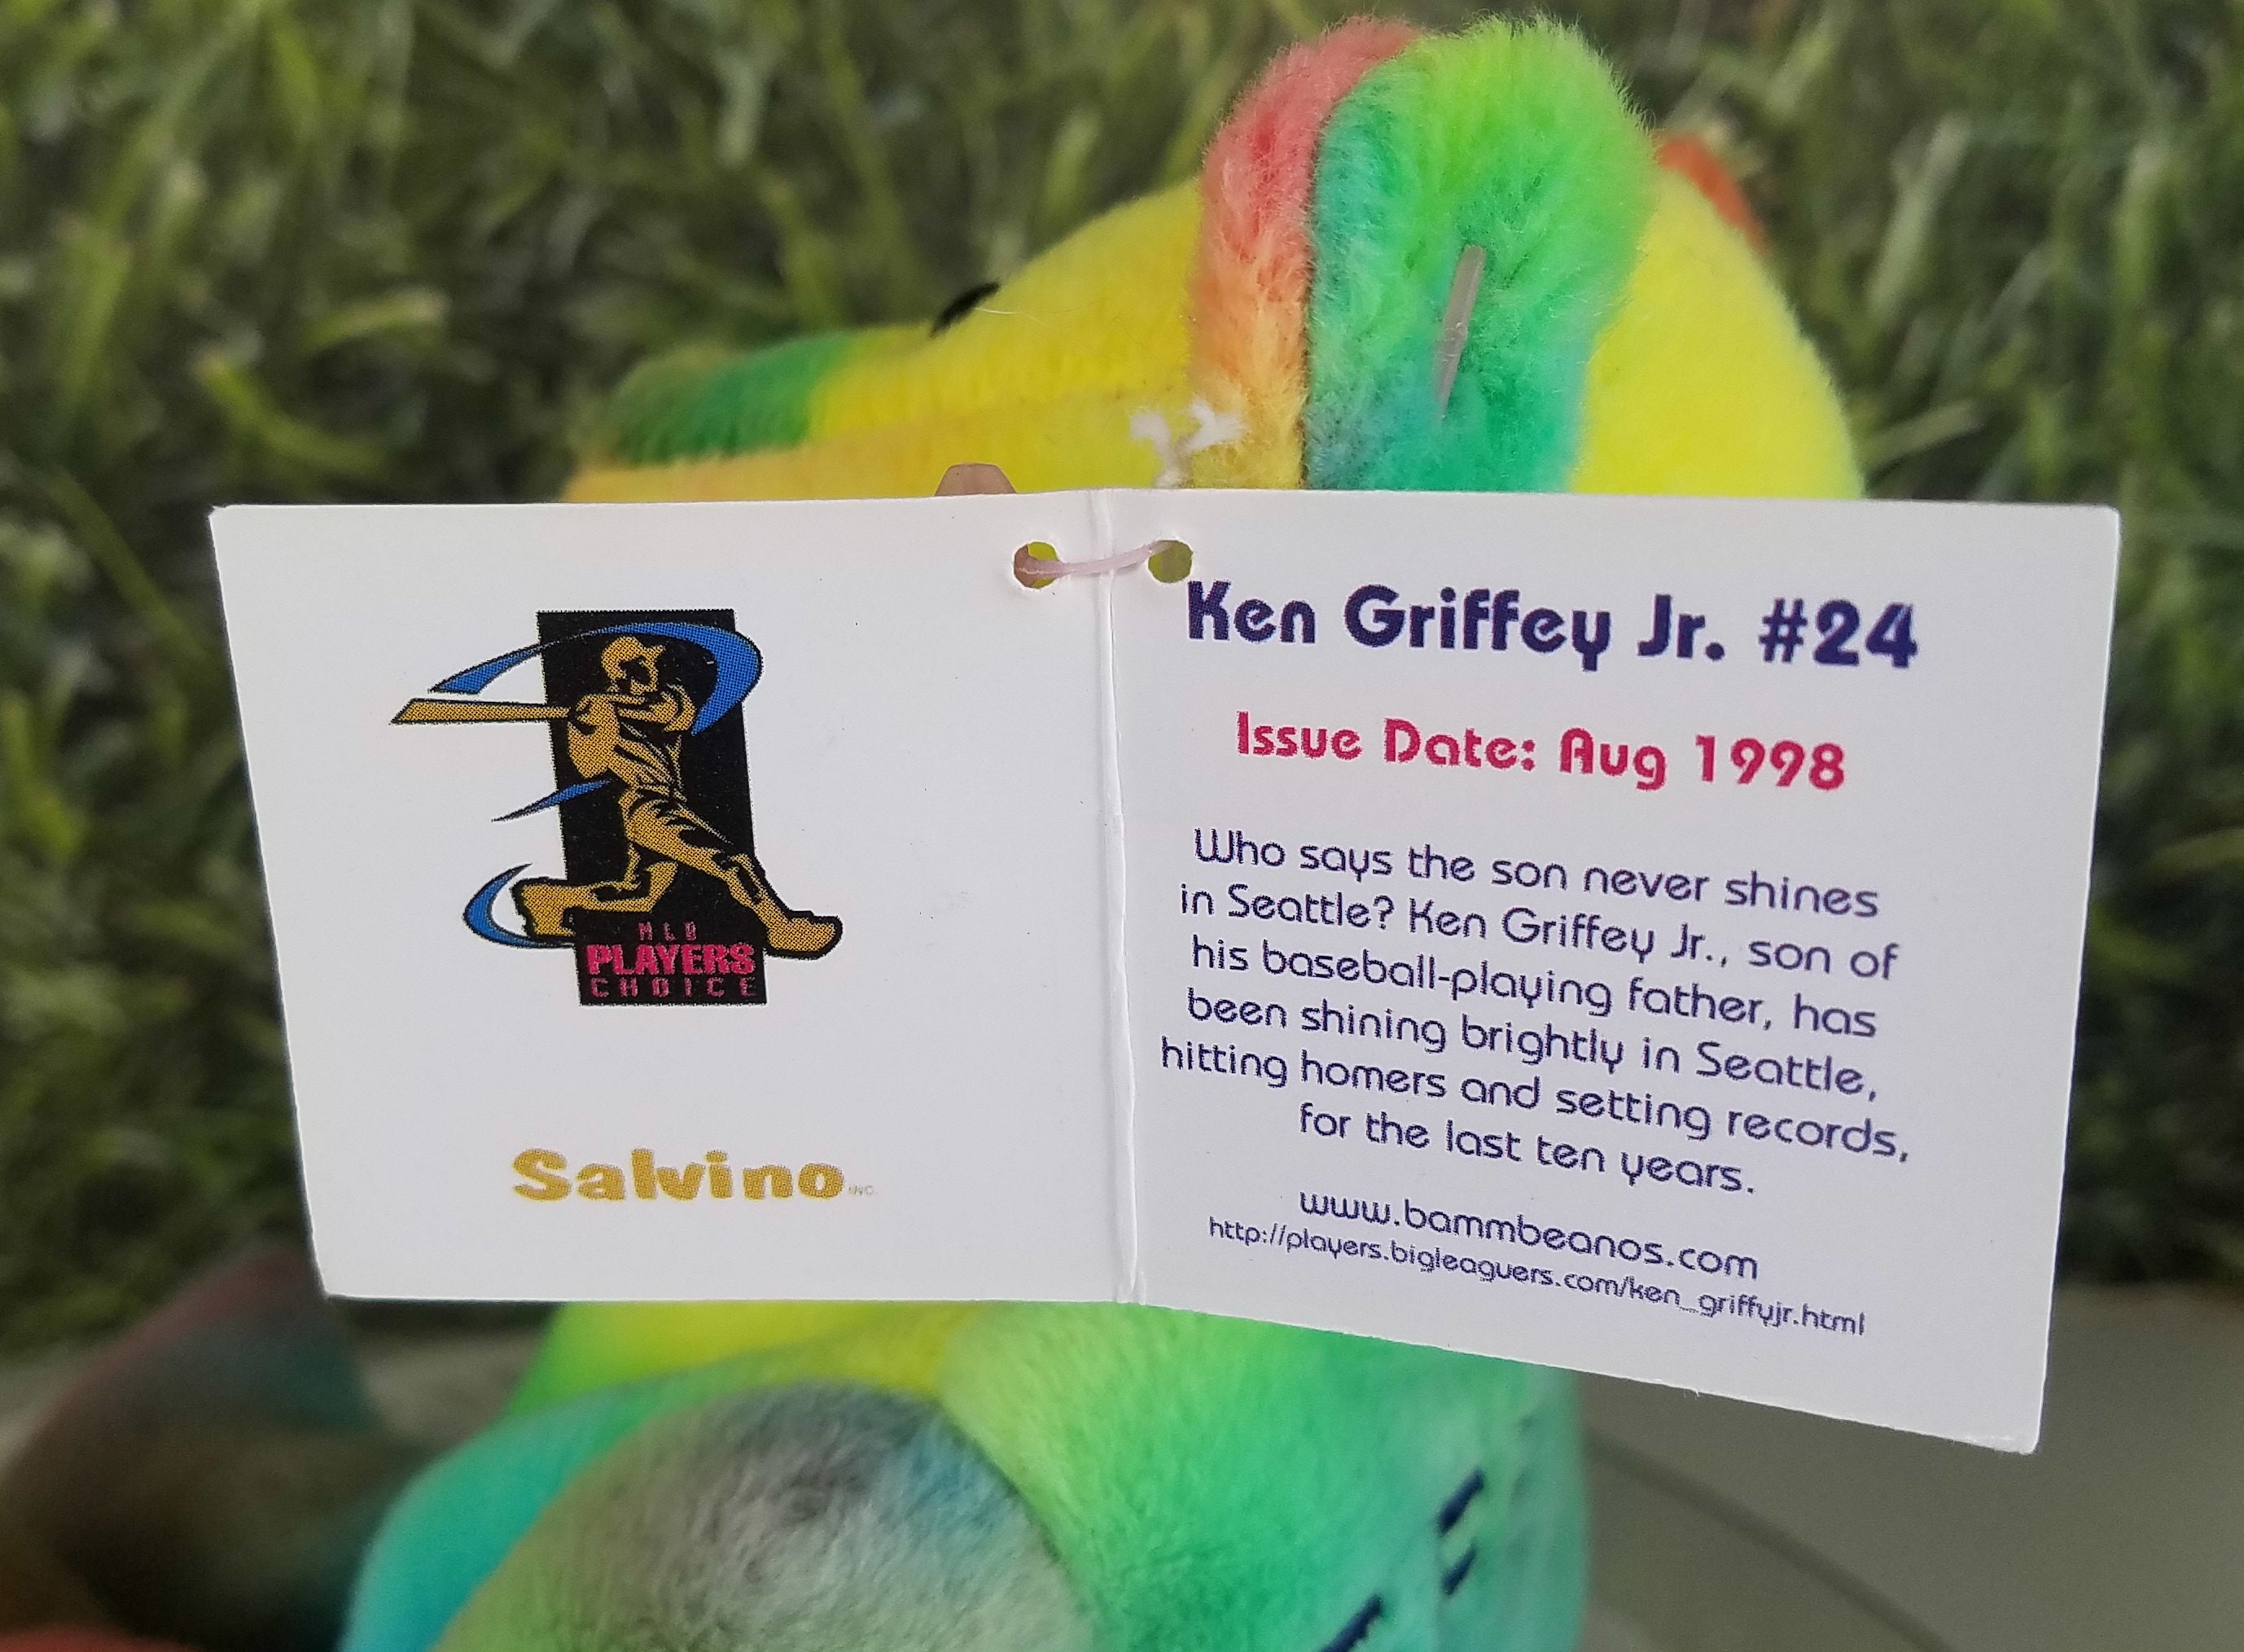 MLB
PLAYERS
CHOICE
Salvino INC.
Ken Griffey Jr. #24
Issue Date: Aug 1998
Who says the son never shines
in Seattle? Ken Griffey Jr., son of
his baseball-playing father, has
been shining brightly in Seattle,
hitting homers and setting records,
for the last ten years.
www.bammbeanos.com
http://players.bigleaguers.com/ken_griffyjr.html